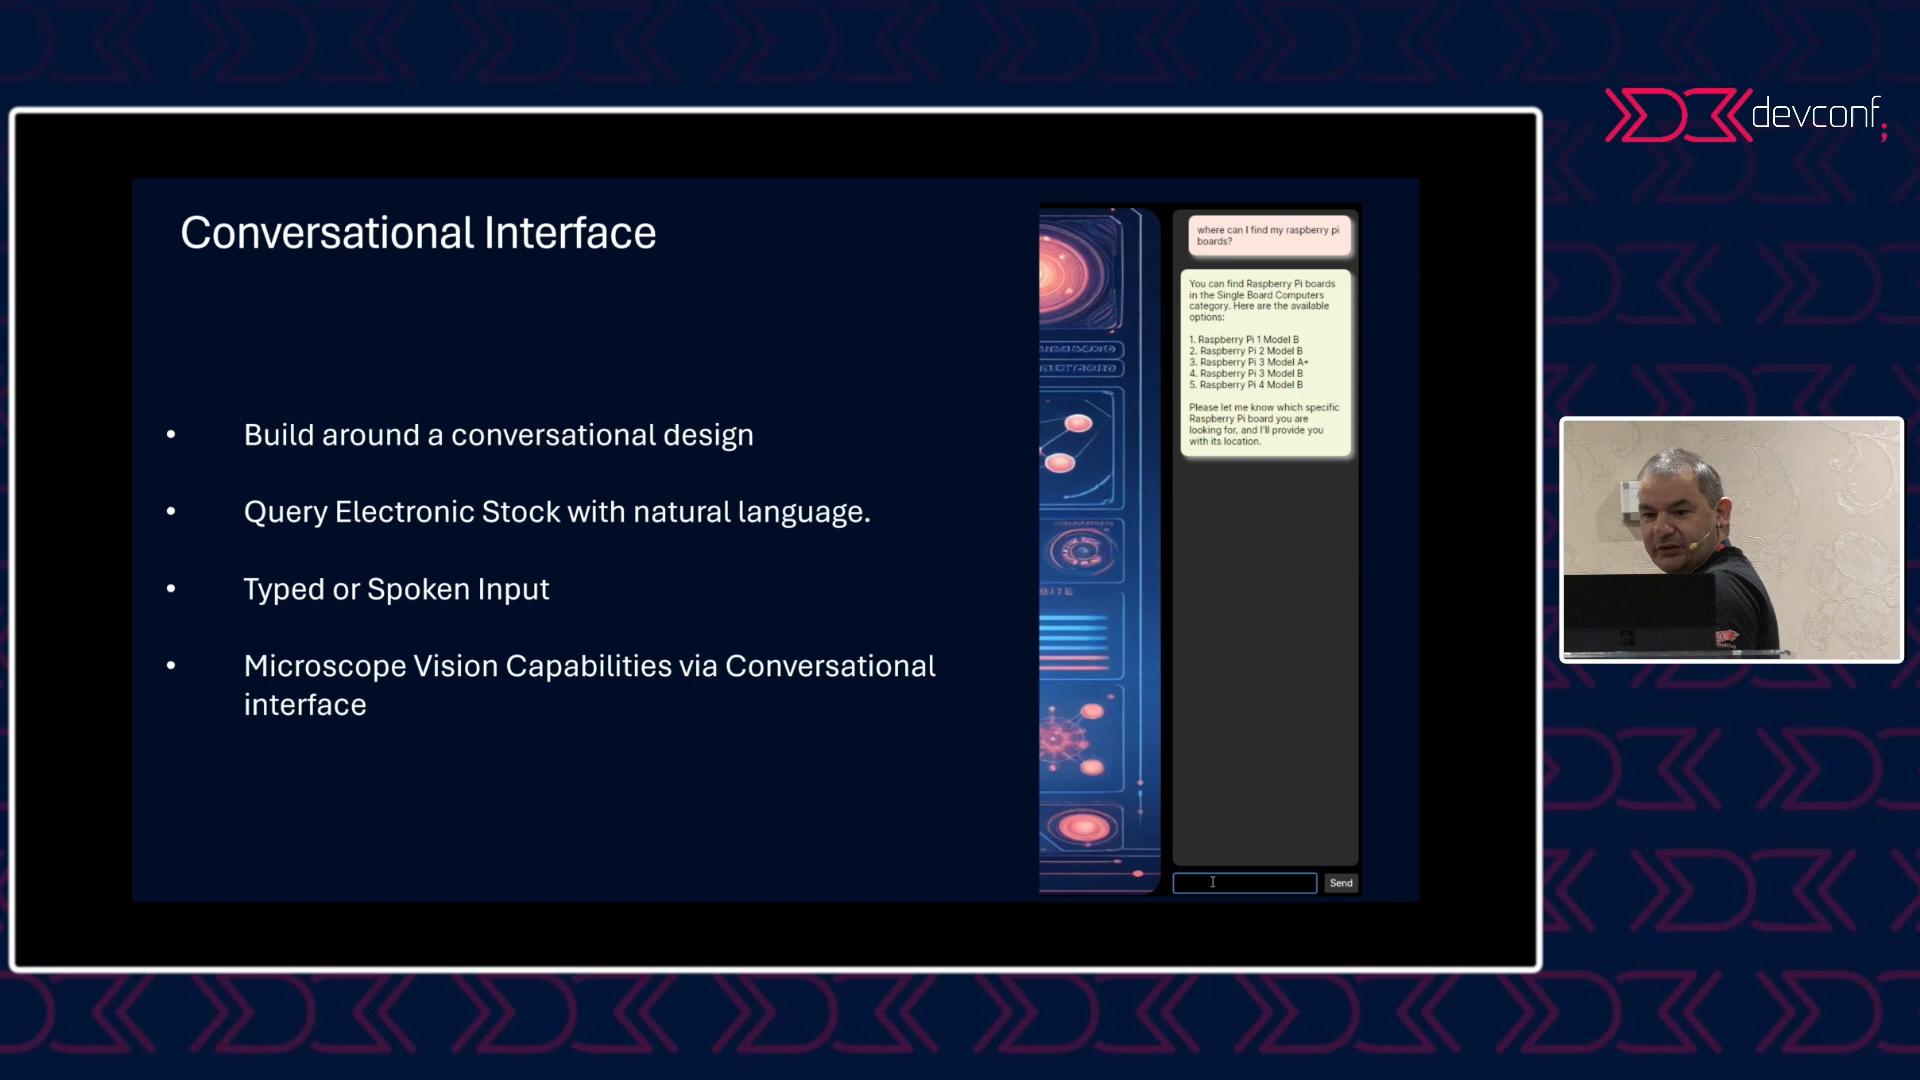 devconf;
Conversational Interface
• Build around a conversational design
• Query Electronic Stock with natural language.
• Typed or Spoken Input
• Microscope Vision Capabilities via Conversational
interface
where can I find my raspberry pi
boards?
You can find Raspberry Pi boards
in the Single Board Computers
category. Here are the available
options:
1. Raspberry Pi 1 Model B
2. Raspberry Pi 2 Model B
3. Raspberry Pi 3 Model A+
4. Raspberry Pi 3 Model B
5. Raspberry Pi 4 Model B
Please let me know which specific
Raspberry Pi board you are
looking for, and I'll provide you
with its location.
Send